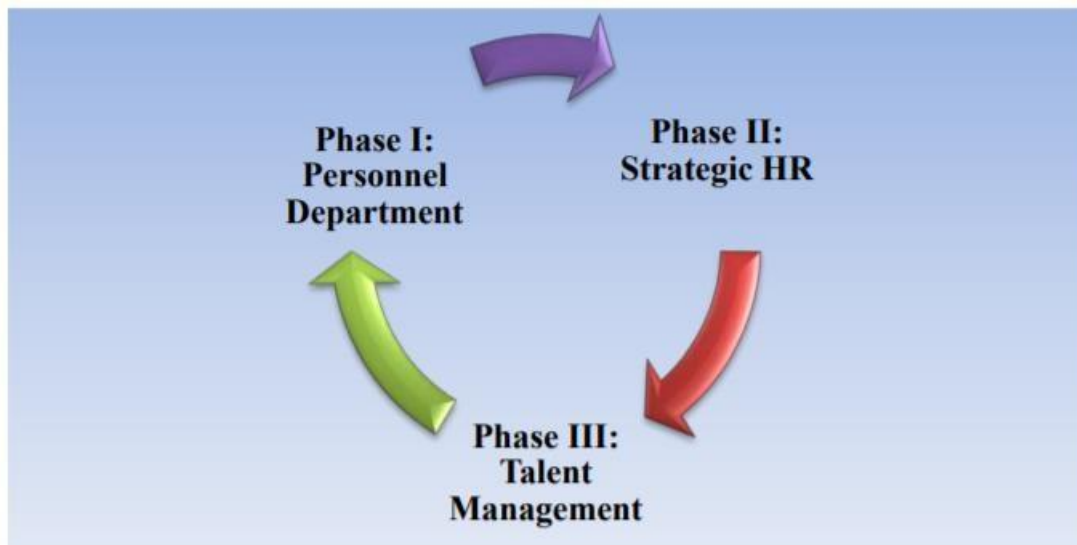 Phase I:
Personnel
Department
Phase II:
Strategic HR
Phase III:
Talent
Management